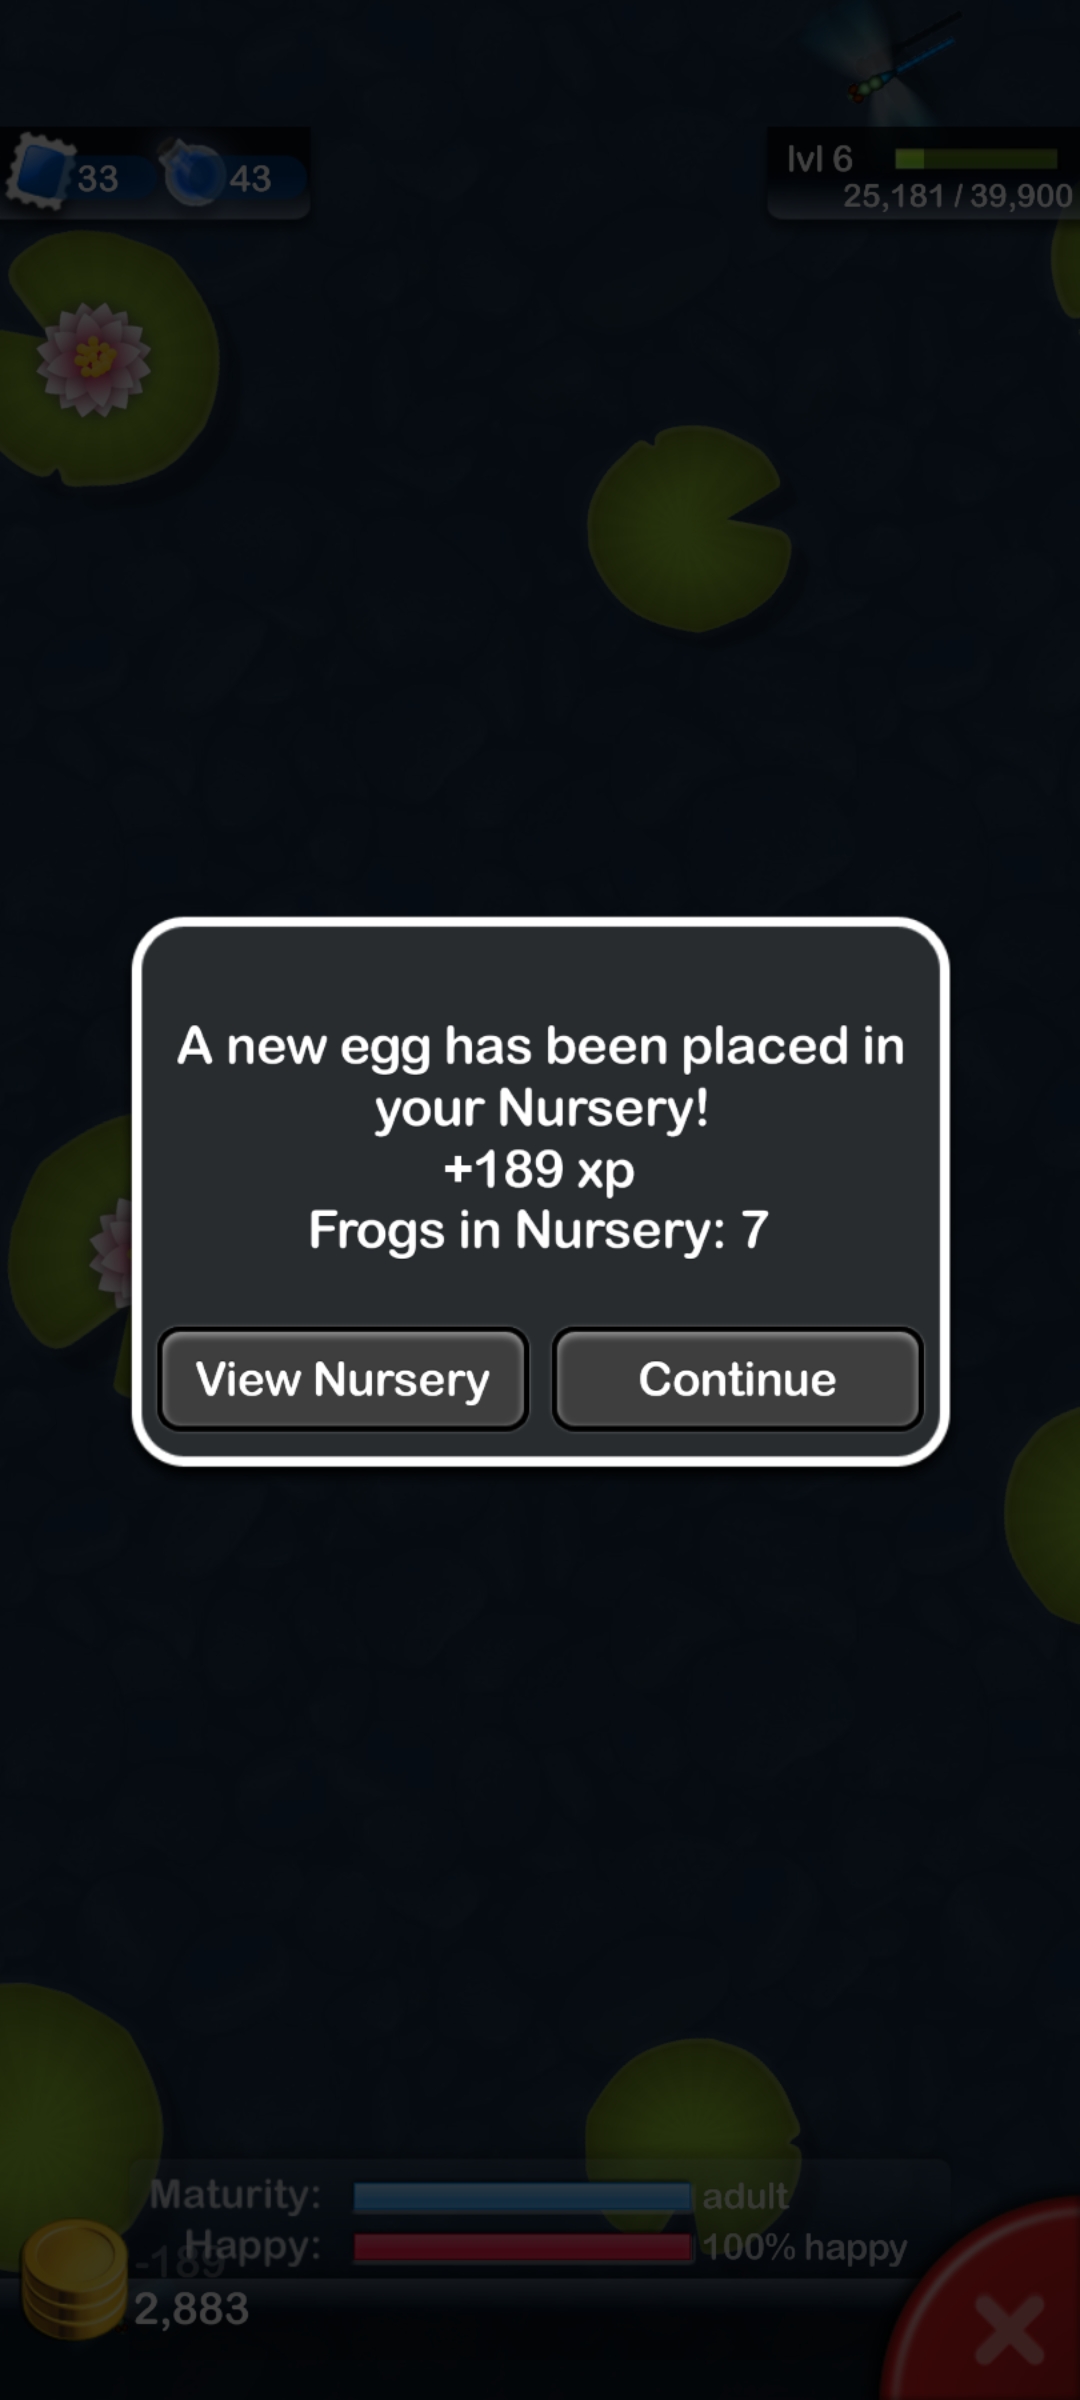 33
43
lvl 6
25,181 / 39,900
A new egg has been placed in
your Nursery!
+189 xp
Frogs in Nursery: 7
View Nursery
Continue
Maturity:
adult
Happy:
100% happy
-189
2,883